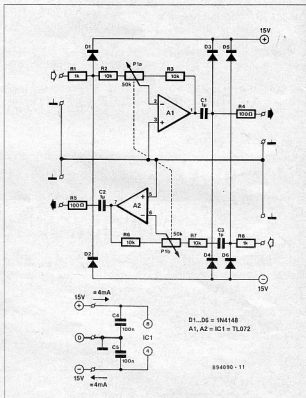 15V
+
D1
D3
D5
R1
1k
R2
10k
P1a
50k
R3
10k
2
3
A1
1
C1
1µ
R4
100Ω
R5
100Ω
C2
1µ
7
A2
5
6
R6
10k
50k
P1b
R7
10k
C3
1µ
R8
1k
D2
D4
D6
−
15V
≈4mA
15V
+
C4
100n
8
0
IC1
C5
100n
4
−
15V
≈4mA
D1...D6 = 1N4148
A1, A2 = IC1 = TL072
854090 - 11